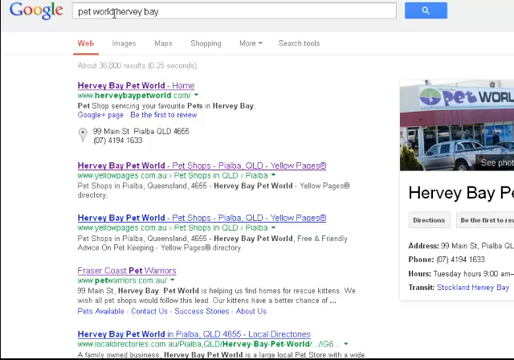 Google
pet world hervey bay
Web Images Maps Shopping More Search tools
About 36,800 results (0.25 seconds)
Hervey Bay Pet World - Home
www.herveybaypetworld.com/
Pet Shop servicing your favourite Pets in Hervey Bay.
Google+ page - Be the first to review
99 Main St Pialba QLD 4655
(07) 4194 1633
Hervey Bay Pet World - Pet Shops - Pialba, QLD - Yellow Pages®
www.yellowpages.com.au › Pet Shops in QLD › Pialba
Pet Shops in Pialba, Queensland, 4655 - Hervey Bay Pet World - Yellow Pages®
directory.
Hervey Bay Pet World - Pet Shops - Pialba, QLD - Yellow Pages®
www.yellowpages.com.au › Pet Shops in QLD › Pialba
Pet Shops in Pialba, Queensland, 4655 - Hervey Bay Pet World, Free & Friendly
Advice On Pet Keeping - Yellow Pages® directory
Fraser Coast Pet Warriors
www.petwarriors.com.au/
99 Main St, Hervey Bay. Pet World is helping us find homes for rescue kittens. We
wish all pet shops would follow this lead. Our kittens have a better chance of ...
Pets Available - Contact Us - Success Stories - About Us
Hervey Bay Pet World in Pialba, QLD 4655 - Local Directories
www.localdirectories.com.au/Pialba,QLD/Hervey-Bay-Pet-World/.../IG6...
A family owned business, Hervey Bay Pet World is a large local Pet Store with a wide
pet WORL
See phot
Hervey Bay P
Directions Be the first to rev
Address: 99 Main St, Pialba QL
Phone: (07) 4194 1633
Hours: Tuesday hours 9:00 am–
Transit: Stockland Hervey Bay